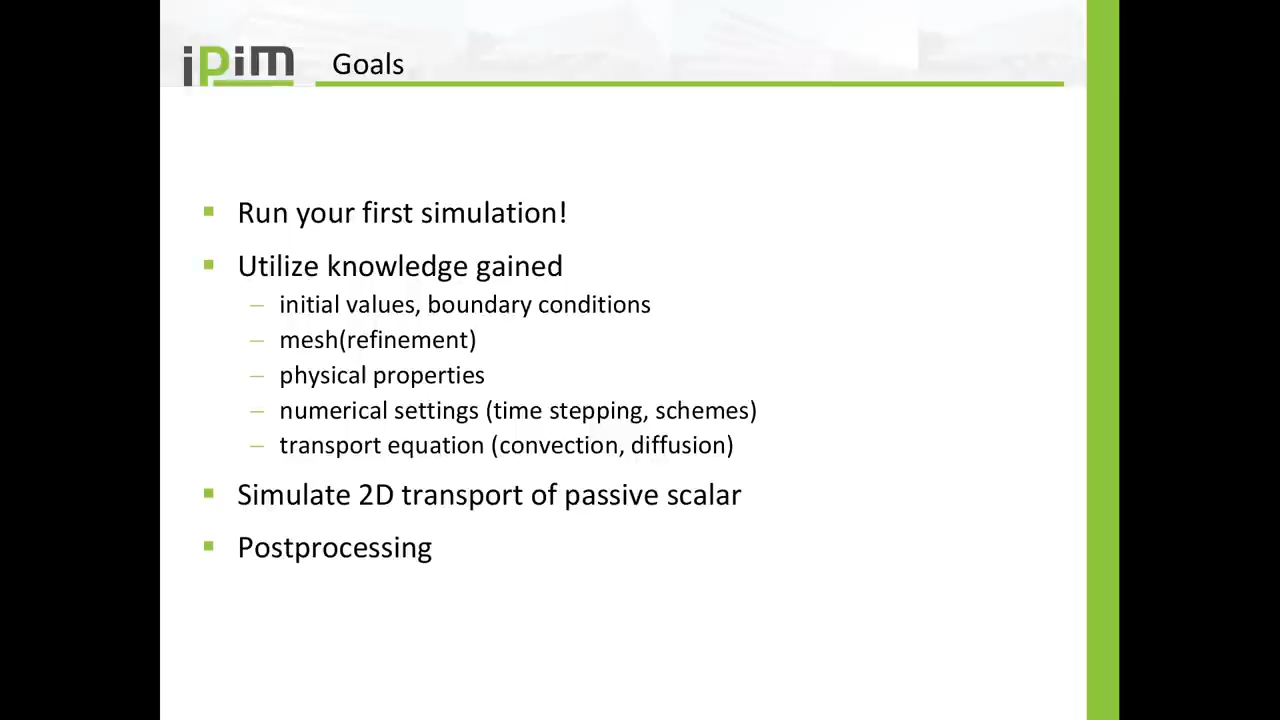 iPiM
Goals
Run your first simulation!
Utilize knowledge gained
– initial values, boundary conditions
– mesh(refinement)
– physical properties
– numerical settings (time stepping, schemes)
– transport equation (convection, diffusion)
Simulate 2D transport of passive scalar
Postprocessing